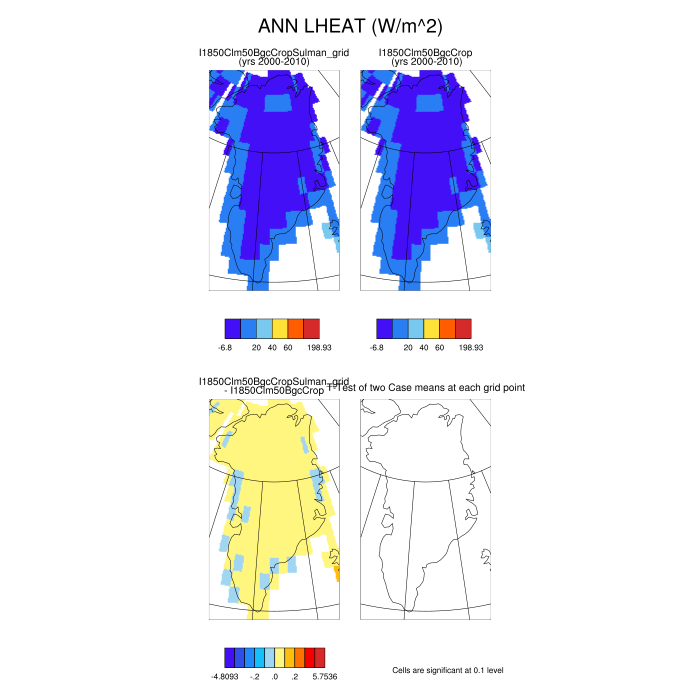 ANN LHEAT (W/m^2)
I1850Clm50BgcCropSulman_grid
(yrs 2000-2010)
I1850Clm50BgcCrop
(yrs 2000-2010)
-6.8 20 40 60 198.93
-6.8 20 40 60 198.93
I1850Clm50BgcCropSulman_grid
- I1850Clm50BgcCrop
T-Test of two Case means at each grid point
-4.8093 -.2 .0 .2 5.7536
Cells are significant at 0.1 level